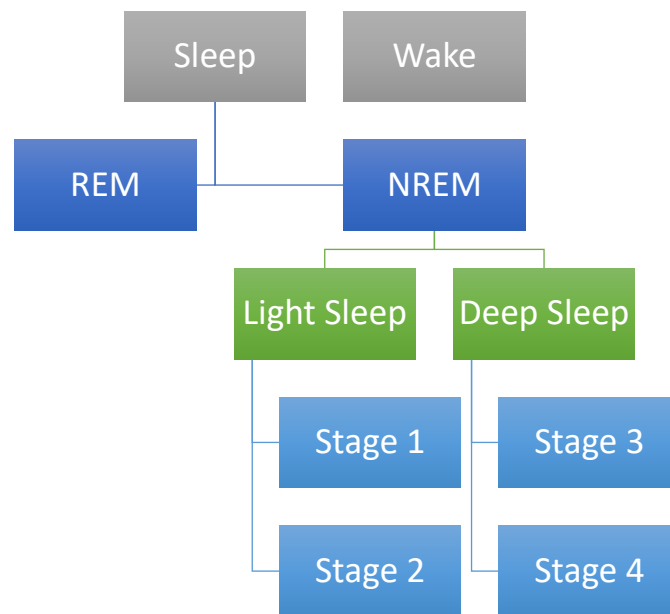 Sleep
Wake
REM
NREM
Light Sleep
Deep Sleep
Stage 1
Stage 3
Stage 2
Stage 4